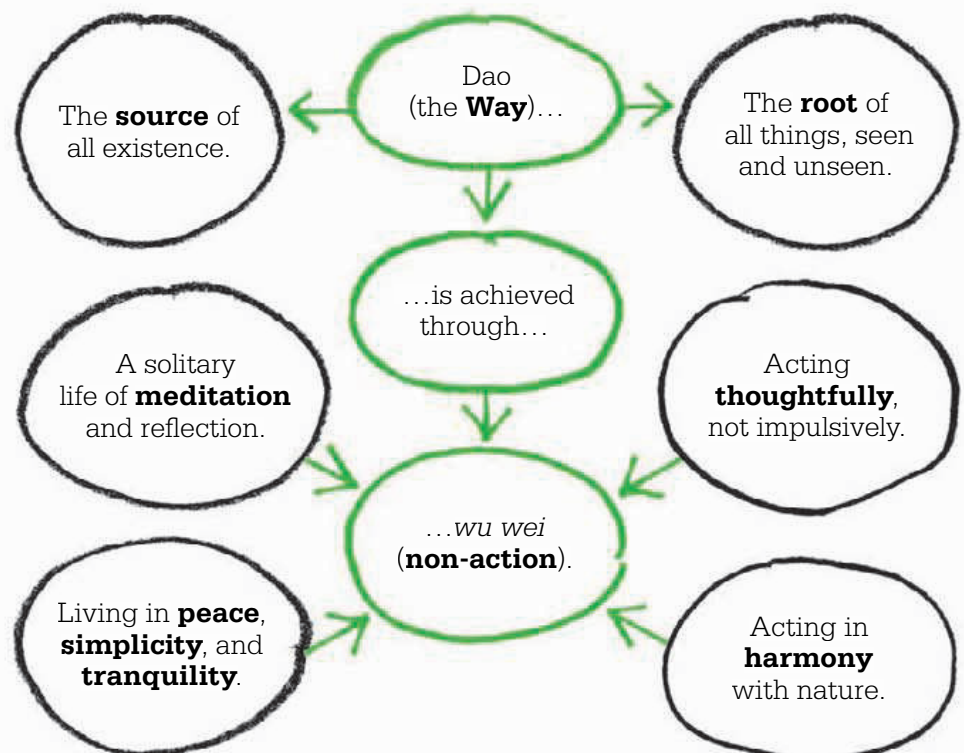 Dao
(the Way)…
The source of
all existence.
The root of
all things, seen
and unseen.
…is achieved
through…
A solitary
life of meditation
and reflection.
Acting
thoughtfully,
not impulsively.
…wu wei
(non-action).
Living in peace,
simplicity, and
tranquility.
Acting in
harmony
with nature.